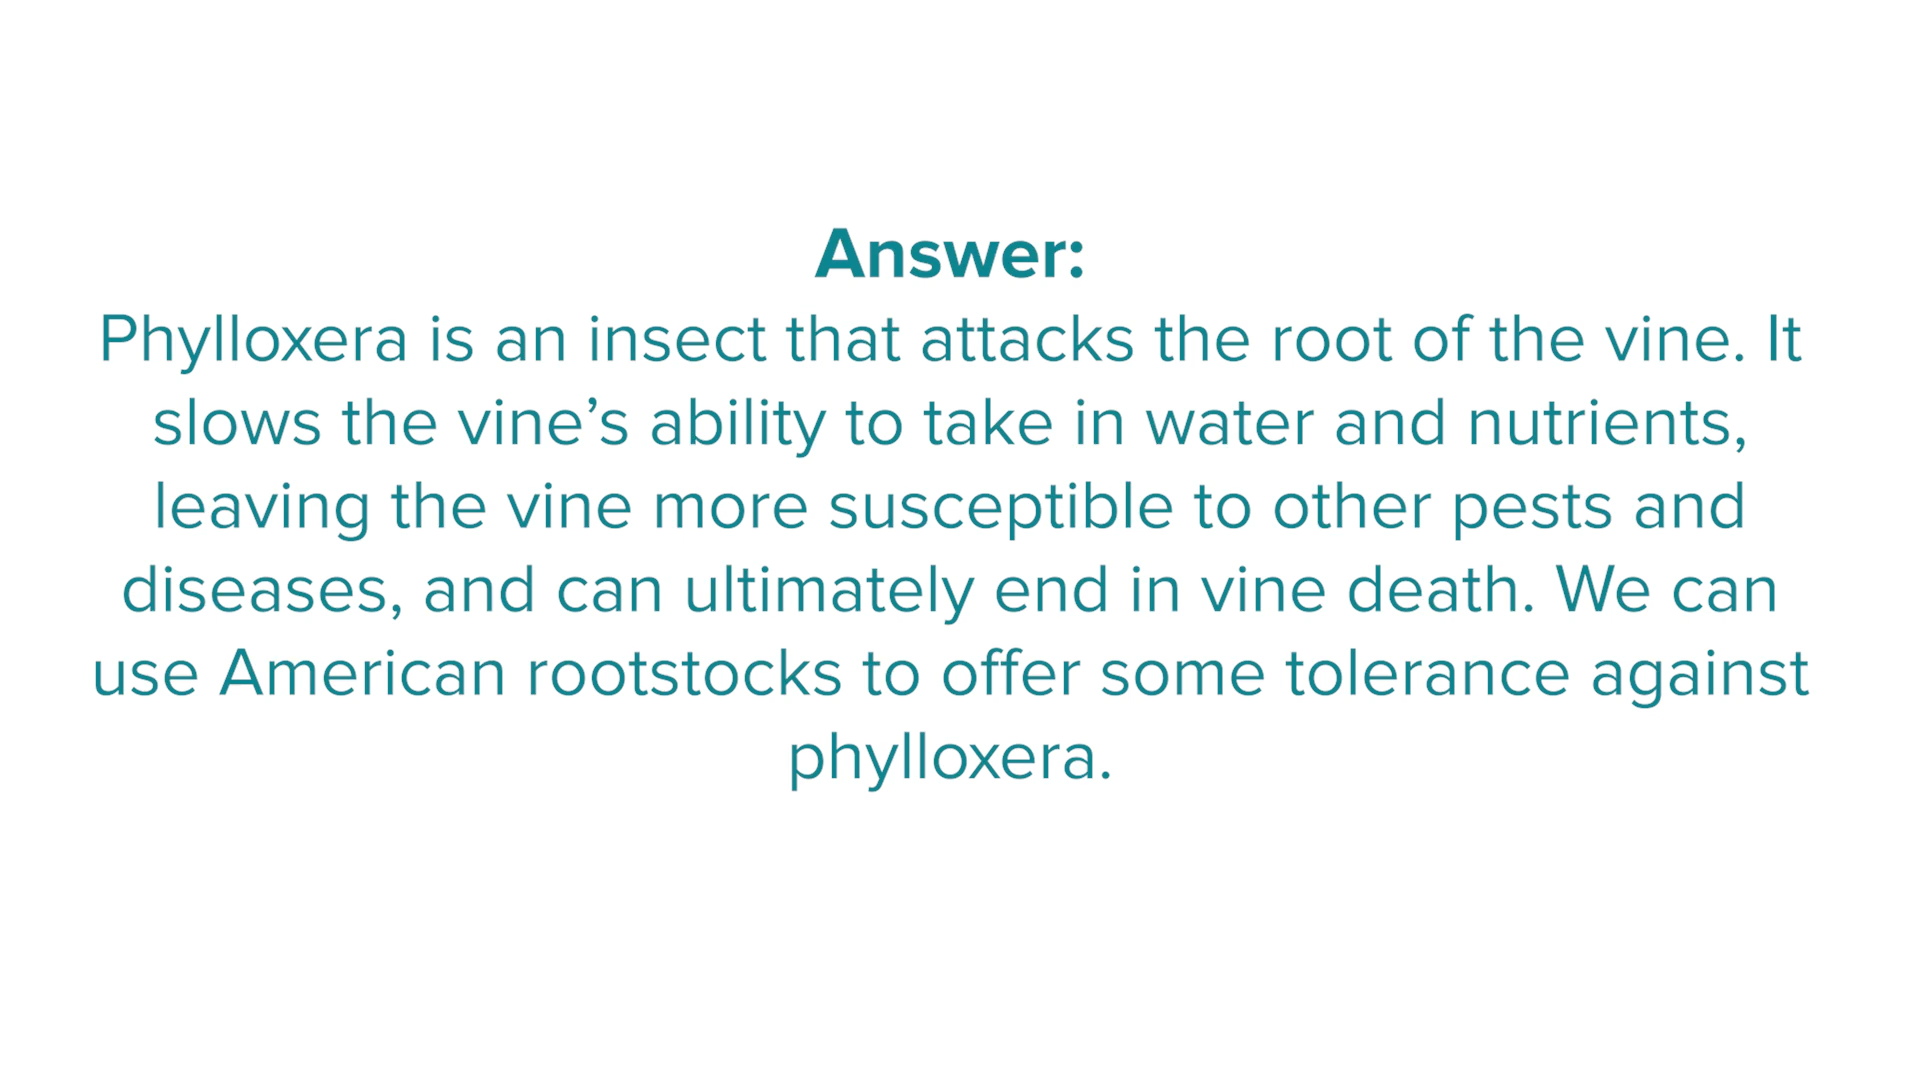 Answer:
Phylloxera is an insect that attacks the root of the vine. It
slows the vine’s ability to take in water and nutrients,
leaving the vine more susceptible to other pests and
diseases, and can ultimately end in vine death. We can
use American rootstocks to offer some tolerance against
phylloxera.